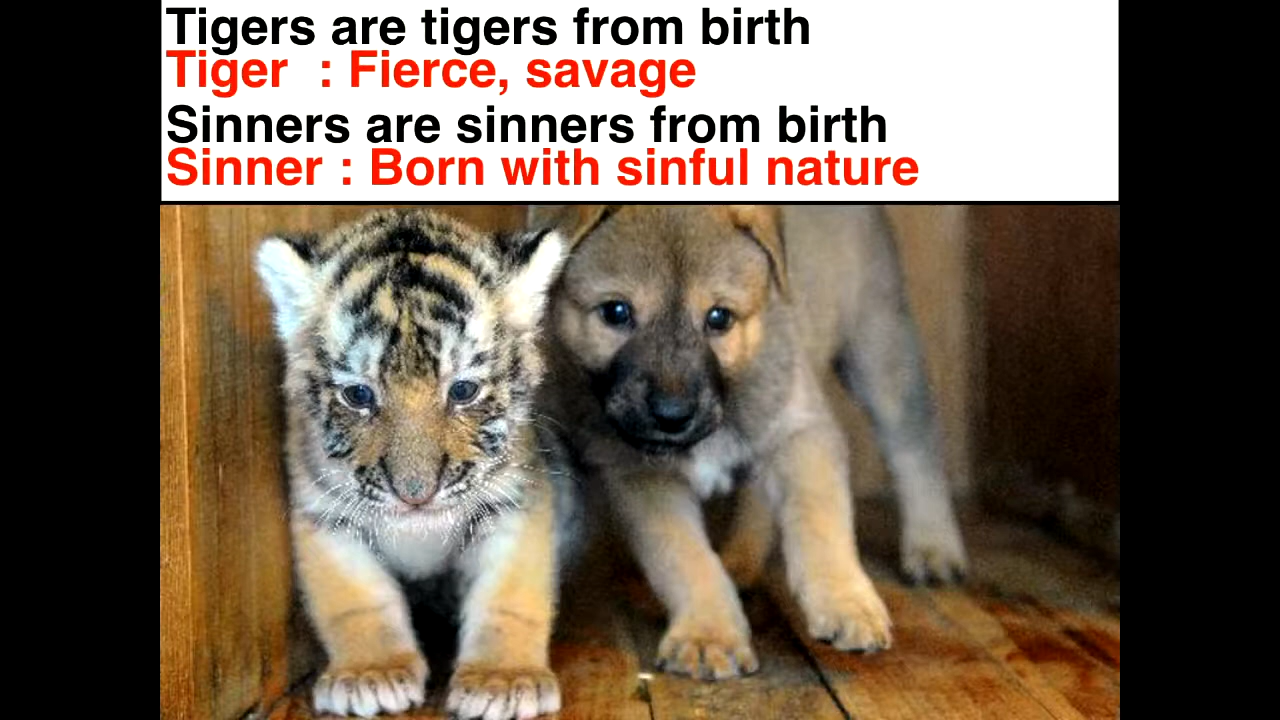 Tigers are tigers from birth
Tiger : Fierce, savage
Sinners are sinners from birth
Sinner : Born with sinful nature